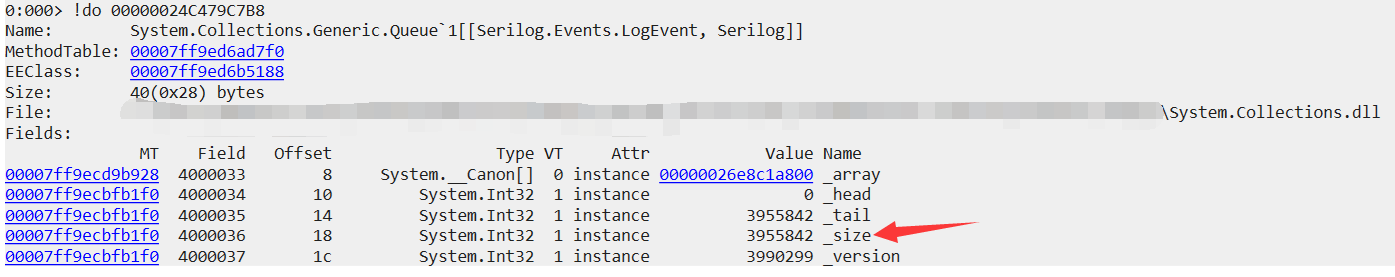 0:000> !do 00000024C479C7B8
Name: System.Collections.Generic.Queue`1[[Serilog.Events.LogEvent, Serilog]]
MethodTable: 00007ff9ed6ad7f0
EEClass: 00007ff9ed6b5188
Size: 40(0x28) bytes
File: \System.Collections.dll
Fields:
MT Field Offset Type VT Attr Value Name
00007ff9ecd9b928 4000033 8 System.__Canon[] 0 instance 00000026e8c1a800 _array
00007ff9ecbfb1f0 4000034 10 System.Int32 1 instance 0 _head
00007ff9ecbfb1f0 4000035 14 System.Int32 1 instance 3955842 _tail
00007ff9ecbfb1f0 4000036 18 System.Int32 1 instance 3955842 _size
00007ff9ecbfb1f0 4000037 1c System.Int32 1 instance 3990299 _version